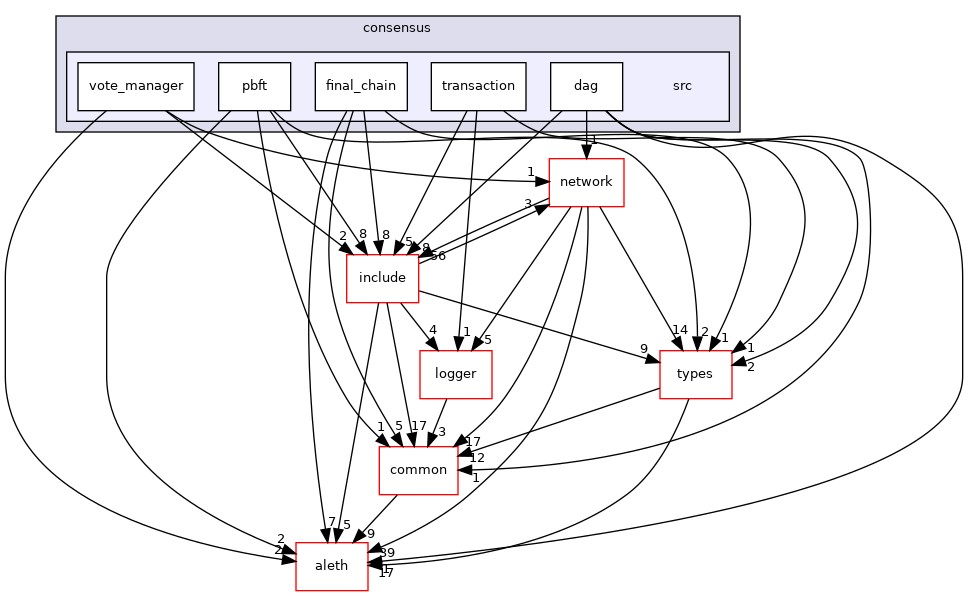 consensus
vote_manager pbft final_chain transaction dag src
1
1 network
3
2 8 8 5 8
56
include
4 1 5 14 2 1
9 1
2
logger types
1 5 17 3 17
12
common 1
7 5 9
2
2 39
1
17
aleth